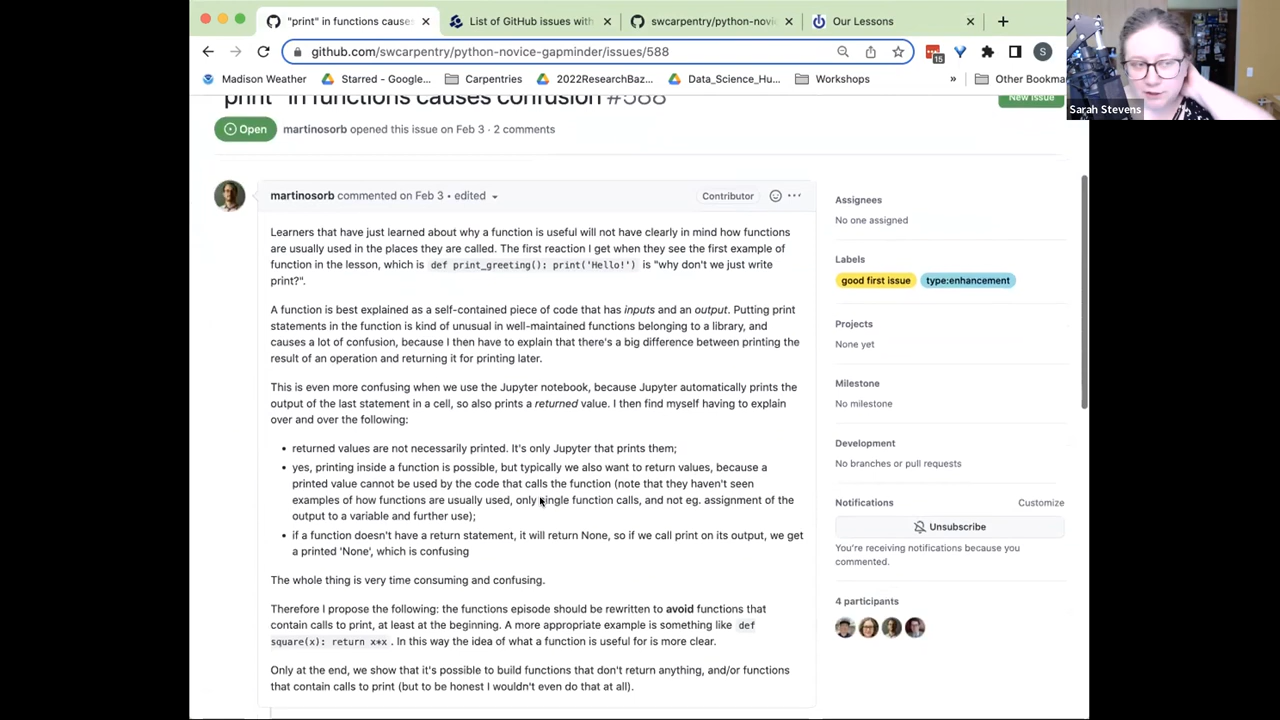 "print" in functions cause
List of GitHub issues with
swcarpentry/python-novi
Our Lessons
github.com/swcarpentry/python-novice-gapminder/issues/588
15
S
Madison Weather
Starred - Google...
Carpentries
2022ResearchBaz...
Data_Science_Hu...
Workshops
»
Other Bookma
Sarah Stevens
"print" in functions causes confusion #588
New issue
Open
martinosorb opened this issue on Feb 3 · 2 comments
martinosorb commented on Feb 3 • edited
Contributor
Learners that have just learned about why a function is useful will not have clearly in mind how functions
are usually used in the places they are called. The first reaction I get when they see the first example of
function in the lesson, which is def print_greeting(): print('Hello!') is "why don't we just write
print?".
A function is best explained as a self-contained piece of code that has inputs and an output. Putting print
statements in the function is kind of unusual in well-maintained functions belonging to a library, and
causes a lot of confusion, because I then have to explain that there's a big difference between printing the
result of an operation and returning it for printing later.
This is even more confusing when we use the Jupyter notebook, because Jupyter automatically prints the
output of the last statement in a cell, so also prints a returned value. I then find myself having to explain
over and over the following:
• returned values are not necessarily printed. It's only Jupyter that prints them;
• yes, printing inside a function is possible, but typically we also want to return values, because a
printed value cannot be used by the code that calls the function (note that they haven't seen
examples of how functions are usually used, only single function calls, and not eg. assignment of the
output to a variable and further use);
• if a function doesn't have a return statement, it will return None, so if we call print on its output, we get
a printed 'None', which is confusing
The whole thing is very time consuming and confusing.
Therefore I propose the following: the functions episode should be rewritten to avoid functions that
contain calls to print, at least at the beginning. A more appropriate example is something like def
square(x): return x*x . In this way the idea of what a function is useful for is more clear.
Only at the end, we show that it's possible to build functions that don't return anything, and/or functions
that contain calls to print (but to be honest I wouldn't even do that at all).
Assignees
No one assigned
Labels
good first issue
type:enhancement
Projects
None yet
Milestone
No milestone
Development
No branches or pull requests
Notifications
Customize
Unsubscribe
You're receiving notifications because you
commented.
4 participants